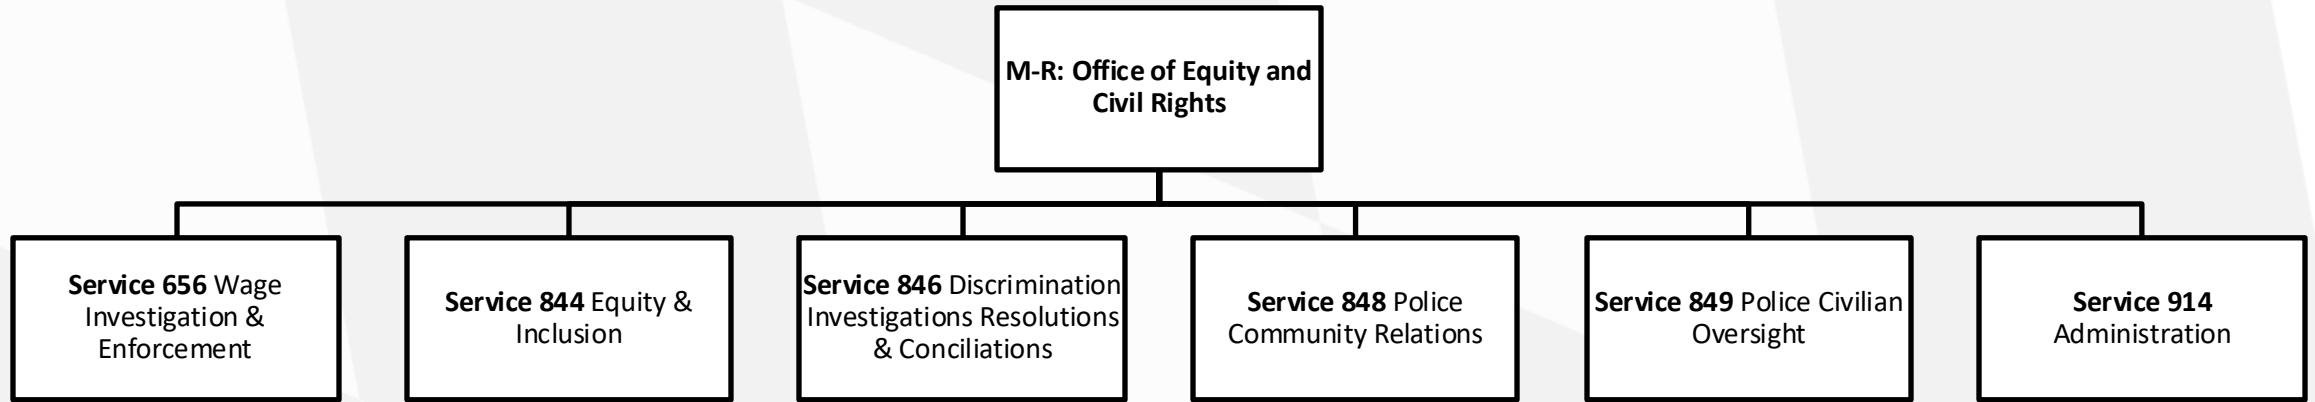 M-R: Office of Equity and
Civil Rights
Service 656 Wage
Investigation &
Enforcement
Service 844 Equity &
Inclusion
Service 846 Discrimination
Investigations Resolutions
& Conciliations
Service 848 Police
Community Relations
Service 849 Police Civilian
Oversight
Service 914
Administration